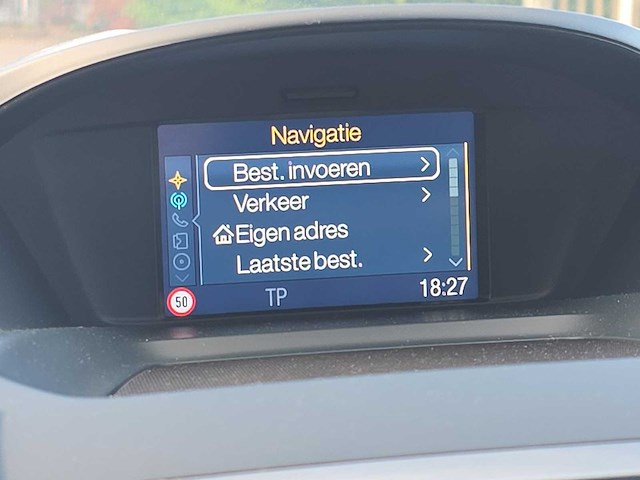 Navigatie
Best. invoeren
Verkeer
Eigen adres
Laatste best.
50 TP 18:27